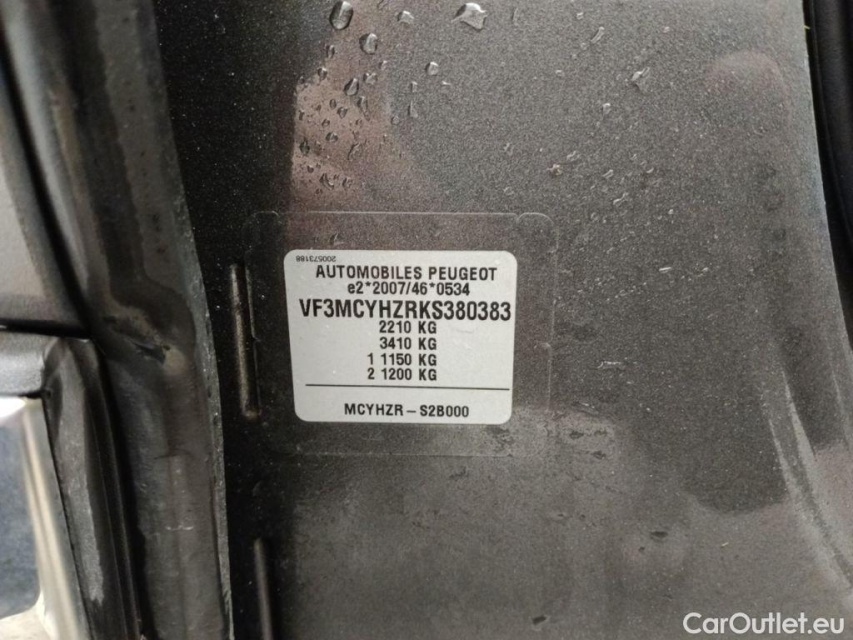 200573188
AUTOMOBILES PEUGEOT
e2*2007/46*0534
VF3MCYHZRKS380383
2210 KG
3410 KG
1 1150 KG
2 1200 KG
MCYHZR – S2B000
CarOutlet.eu